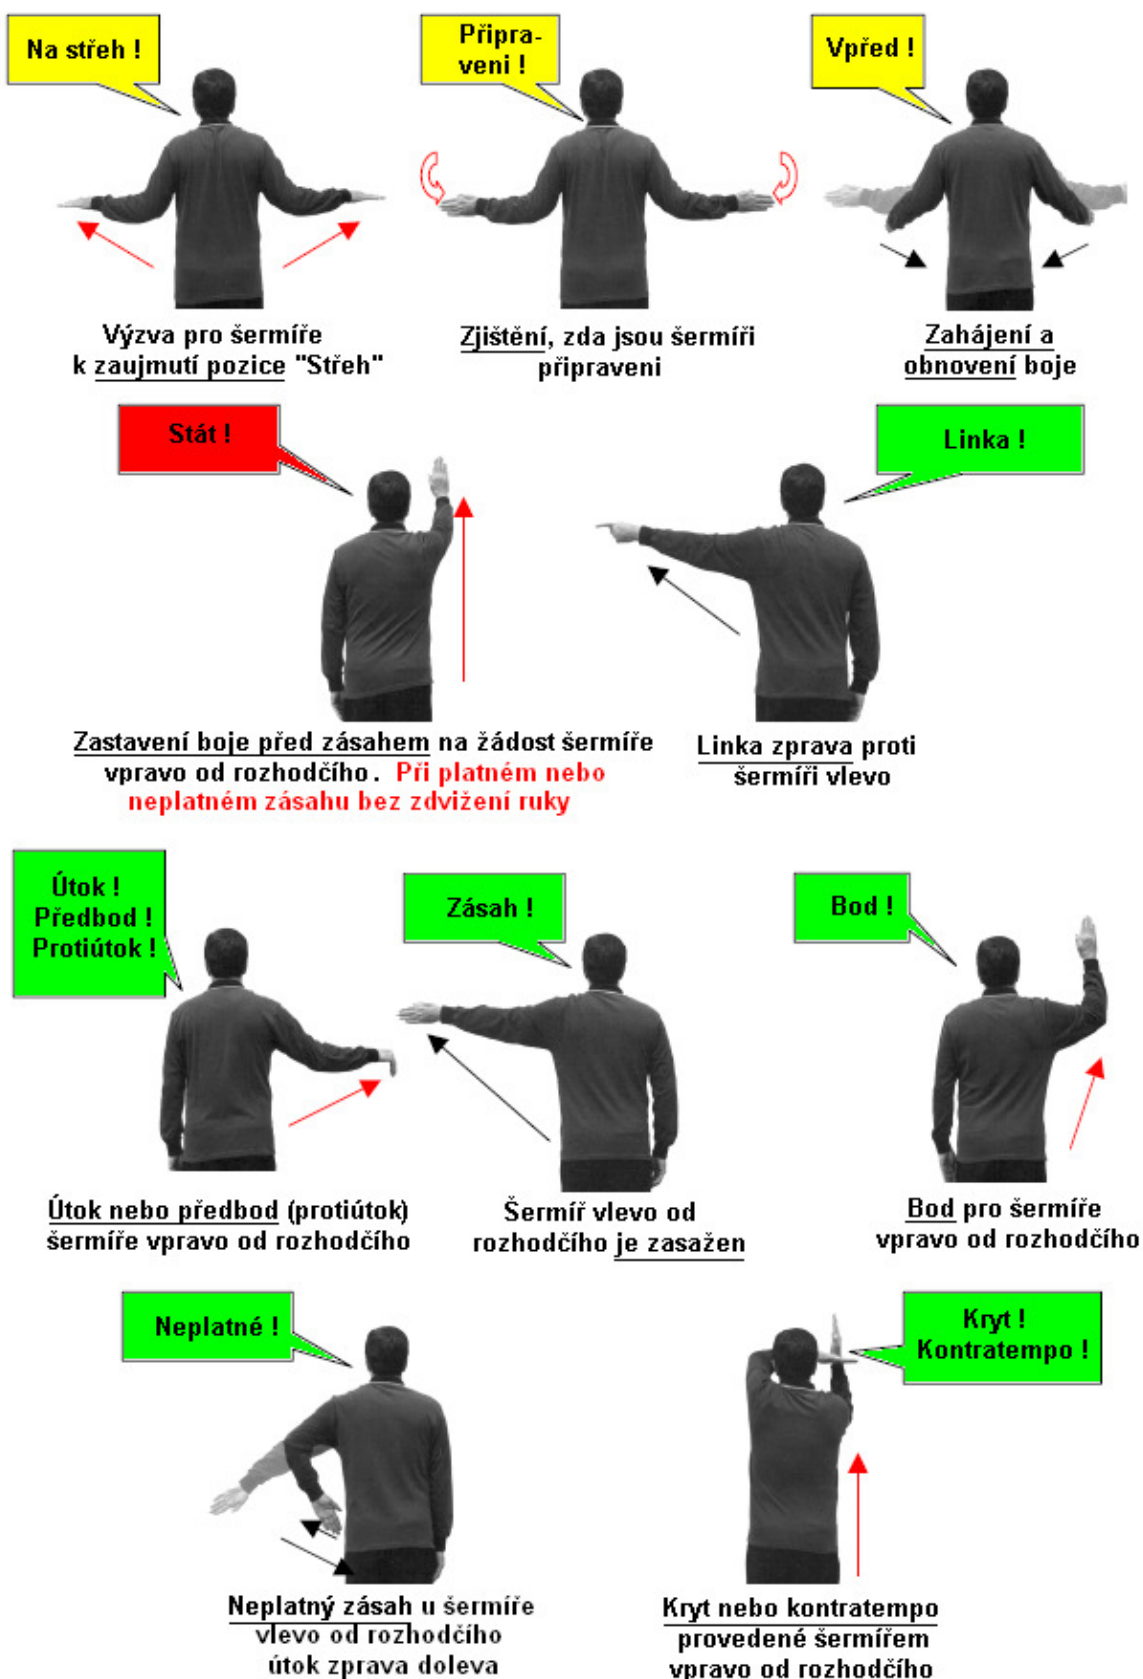 Na střeh !
Připra-
veni !
Vpřed !
Výzva pro šermíře
k zaujmutí pozice "Střeh"
Zjištění, zda jsou šermíři
připraveni
Zahájení a
obnovení boje
Stát !
Linka !
Zastavení boje před zásahem na žádost šermíře
vpravo od rozhodčího. Při platném nebo
neplatném zásahu bez zdvižení ruky
Linka zprava proti
šermíři vlevo
Útok !
Předbod !
Protiútok !
Zásah !
Bod !
Útok nebo předbod (protiútok)
šermíře vpravo od rozhodčího
Šermíř vlevo od
rozhodčího je zasažen
Bod pro šermíře
vpravo od rozhodčího
Neplatné !
Kryt !
Kontratempo !
Neplatný zásah u šermíře
vlevo od rozhodčího
útok zprava doleva
Kryt nebo kontratempo
provedené šermířem
vpravo od rozhodčího